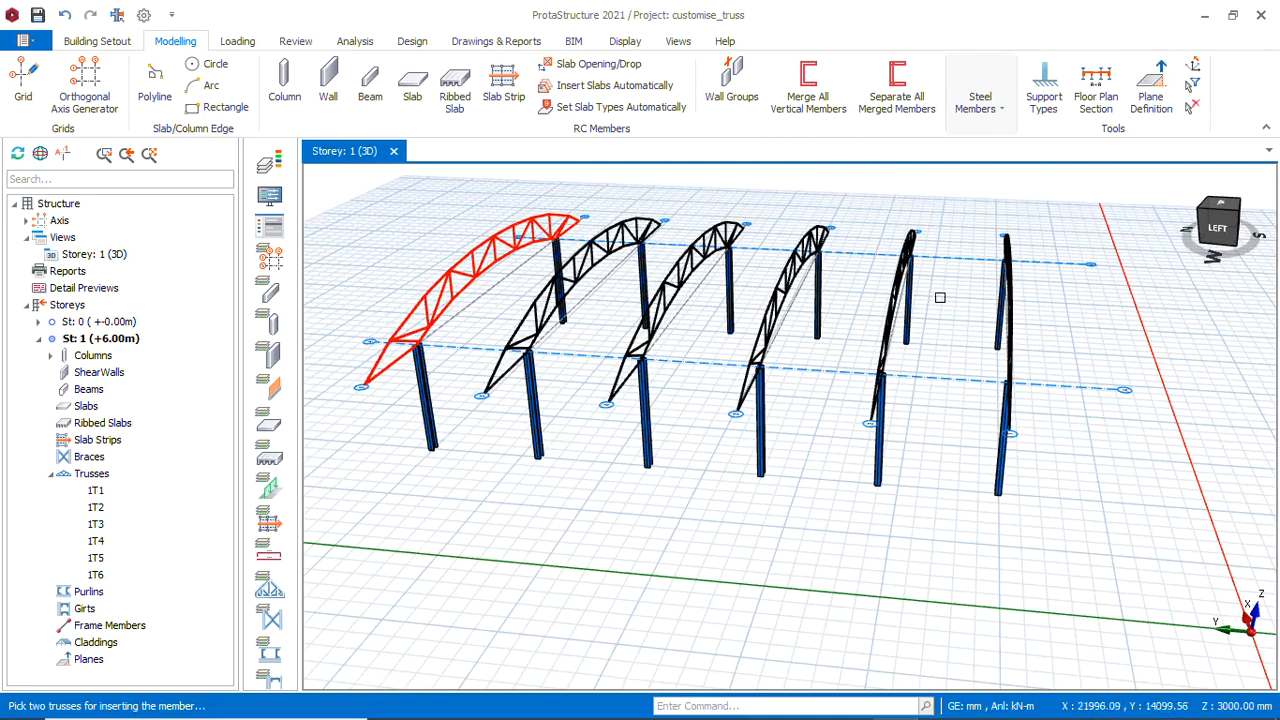 ProtaStructure 2021 / Project: customise_truss
Building Setout Modelling Loading Review Analysis Design Drawings & Reports BIM Display Views Help
Grid
Orthogonal
Axis Generator
Grids
Polyline
Circle
Arc
Rectangle
Slab/Column Edge
Column
Wall
Beam
Slab
Ribbed
Slab
Slab Strip
Slab Opening/Drop
Insert Slabs Automatically
Set Slab Types Automatically
RC Members
Wall Groups
Merge All
Vertical Members
Separate All
Merged Members
Steel
Members
Support
Types
Floor Plan
Section
Plane
Definition
Tools
Storey: 1 (3D)
Search...
Structure
Axis
Views
3D Storey: 1 (3D)
Reports
Detail Previews
Storeys
St: 0 ( +-0.00m)
St: 1 (+6.00m)
Columns
ShearWalls
Beams
Slabs
Ribbed Slabs
Slab Strips
Braces
Trusses
1T1
1T2
1T3
1T4
1T5
1T6
Purlins
Girts
Frame Members
Claddings
Planes
LEFT
W
S
X
Z
Y
Pick two trusses for inserting the member...
Enter Command...
GE: mm , Anl: kN-m
X : 21996.09 , Y : 14099.56
Z : 3000.00 mm